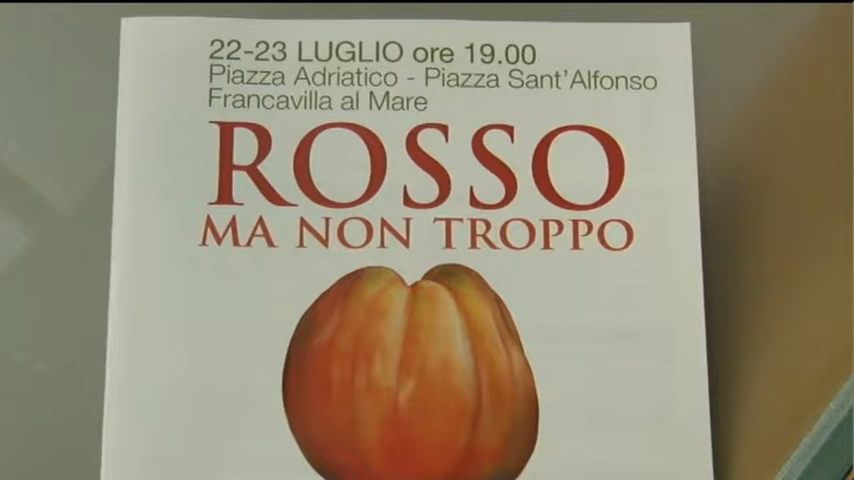 22-23 LUGLIO ore 19.00
Piazza Adriatico - Piazza Sant'Alfonso
Francavilla al Mare
ROSSO
MA NON TROPPO